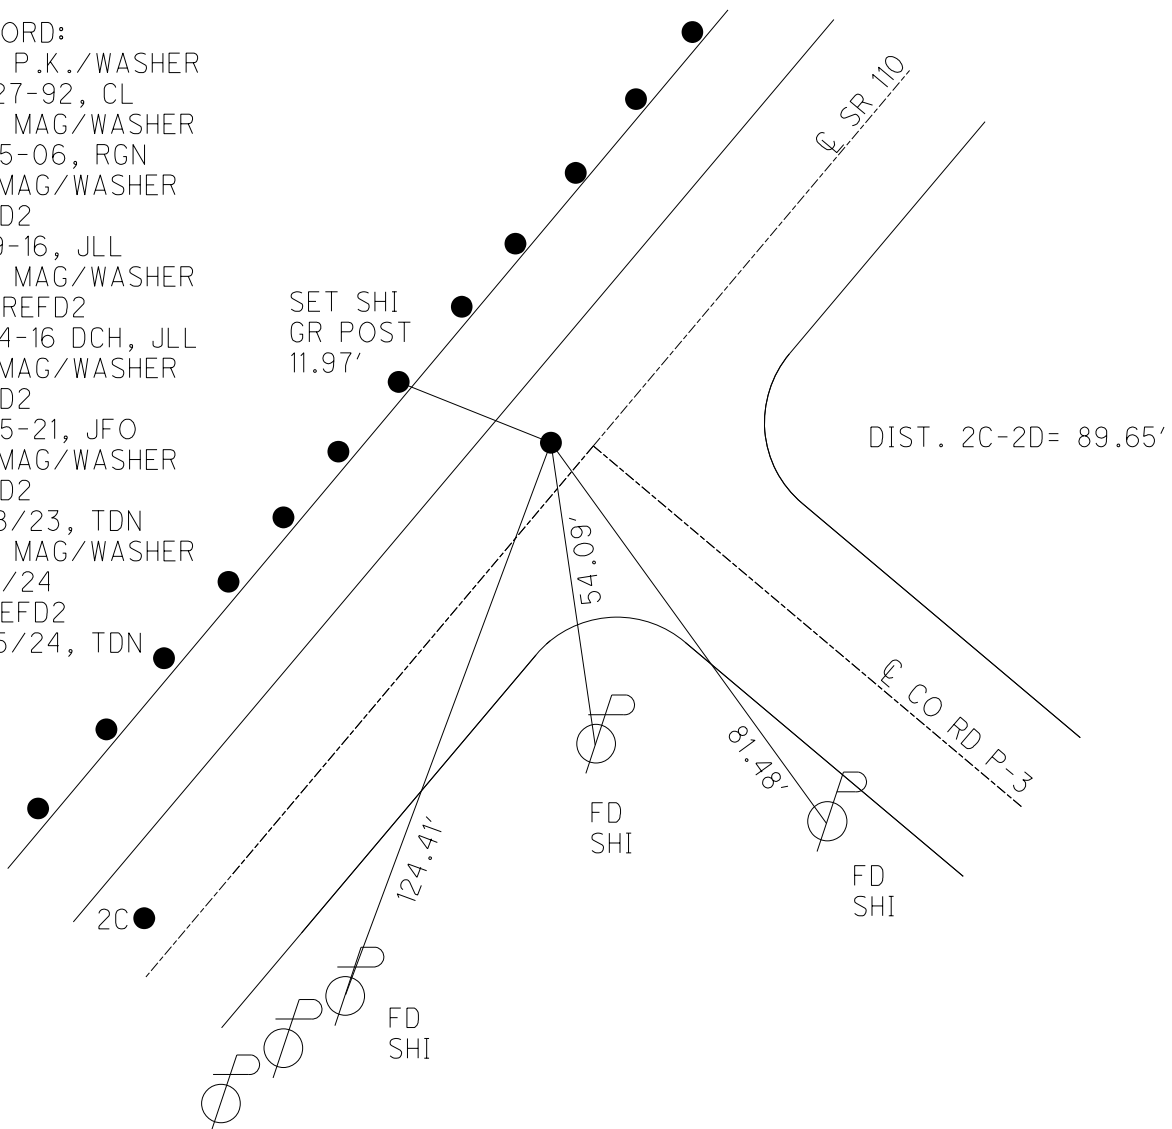 ORD:
P.K./WASHER
27-92, CL
MAG/WASHER
5-06, RGN
MAG/WASHER
D2
9-16, JLL
MAG/WASHER
REFD2
4-16 DCH, JLL
MAG/WASHER
D2
5-21, JFO
MAG/WASHER
D2
3/23, TDN
MAG/WASHER
/24
EFD2
5/24, TDN
℄ SR 110
SET SHI
GR POST
11.97'
DIST. 2C-2D= 89.65'
54.09'
℄ CO RD P-3
81.48'
124.41'
FD
SHI
FD
SHI
2C
FD
SHI